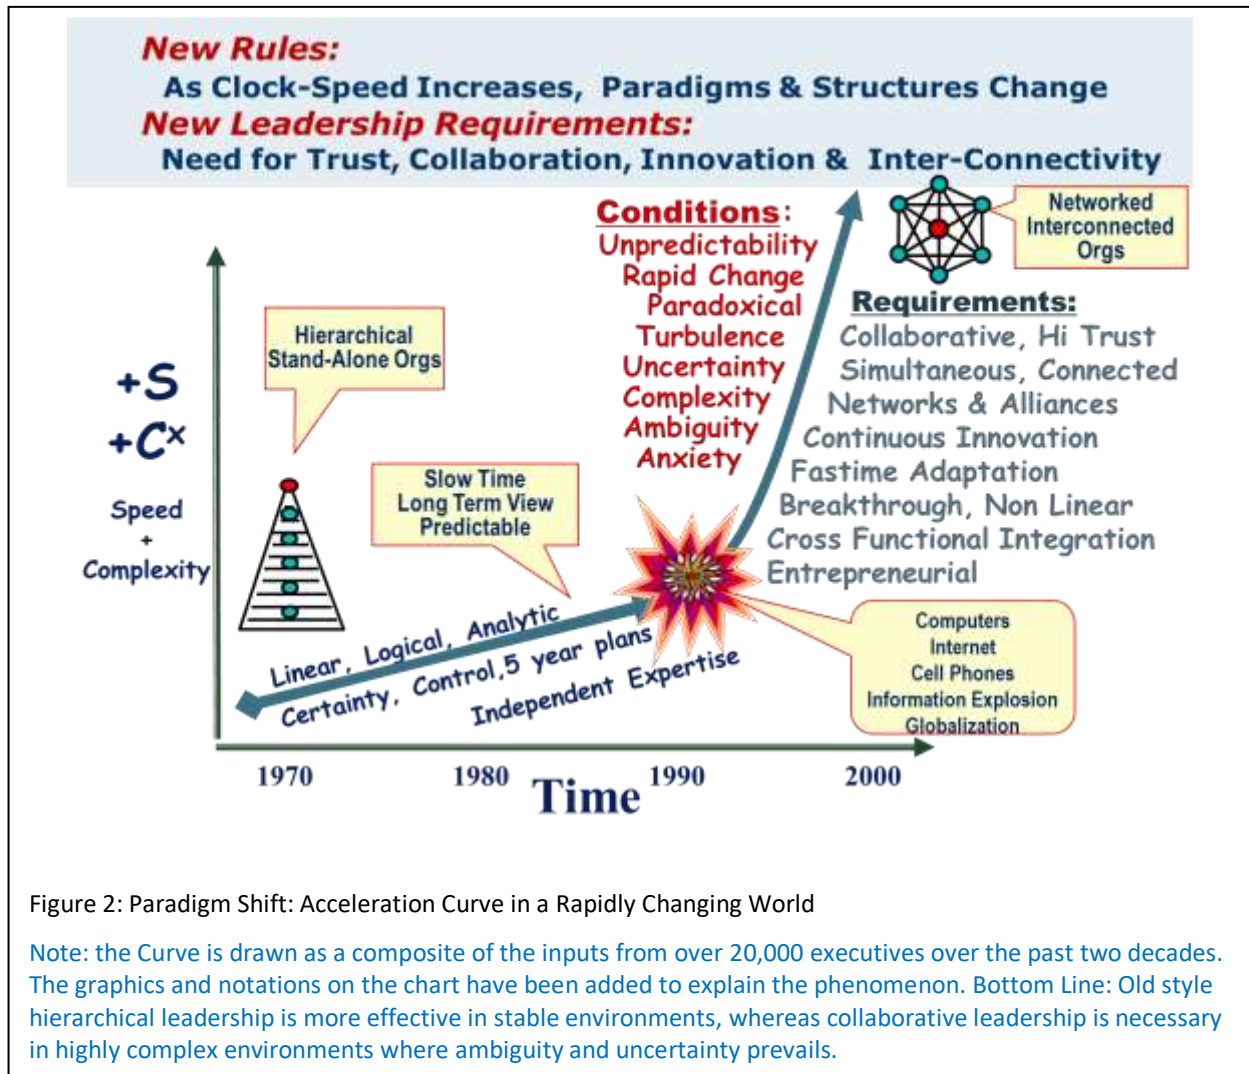 New Rules:
As Clock-Speed Increases, Paradigms & Structures Change
New Leadership Requirements:
Need for Trust, Collaboration, Innovation & Inter-Connectivity
Conditions:
Unpredictability
Rapid Change
Paradoxical
Turbulence
Uncertainty
Complexity
Ambiguity
Anxiety
Networked
Interconnected
Orgs
Requirements:
Collaborative, Hi Trust
Simultaneous, Connected
Networks & Alliances
Continuous Innovation
Fastime Adaptation
Breakthrough, Non Linear
Cross Functional Integration
Entrepreneurial
Hierarchical
Stand-Alone Orgs
+S
+Cˣ
Speed
+
Complexity
Slow Time
Long Term View
Predictable
Linear, Logical, Analytic
Certainty, Control,5 year plans
Independent Expertise
Computers
Internet
Cell Phones
Information Explosion
Globalization
1970
1980
1990
2000
Time
Figure 2: Paradigm Shift: Acceleration Curve in a Rapidly Changing World
Note: the Curve is drawn as a composite of the inputs from over 20,000 executives over the past two decades.
The graphics and notations on the chart have been added to explain the phenomenon. Bottom Line: Old style
hierarchical leadership is more effective in stable environments, whereas collaborative leadership is necessary
in highly complex environments where ambiguity and uncertainty prevails.